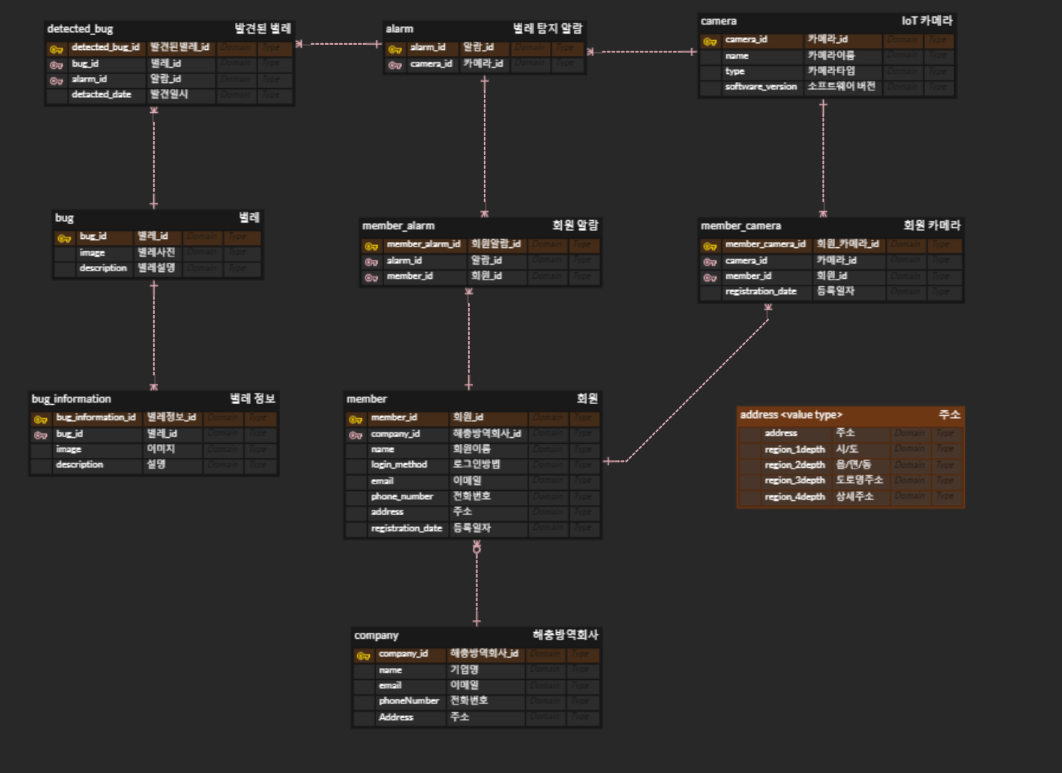 detected_bug 발견된 벌레
detected_bug_id 발견된벌레_id Domain Type
bug_id 벌레_id Domain Type
alarm_id 알람_id Domain Type
detacted_date 발견일시 Domain Type
alarm 벌레 탐지 알람
alarm_id 알람_id Domain Type
camera_id 카메라_id Domain Type
camera IoT 카메라
camera_id 카메라_id Domain Type
name 카메라이름 Domain Type
type 카메라타입 Domain Type
software_version 소프트웨어 버전 Domain Type
bug 벌레
bug_id 벌레_id Domain Type
image 벌레사진 Domain Type
description 벌레설명 Domain Type
member_alarm 회원 알람
member_alarm_id 회원알람_id Domain Type
alarm_id 알람_id Domain Type
member_id 회원_id Domain Type
member_camera 회원 카메라
member_camera_id 회원_카메라_id Domain Type
camera_id 카메라_id Domain Type
member_id 회원_id Domain Type
registration_date 등록일자 Domain Type
bug_information 벌레 정보
bug_information_id 벌레정보_id Domain Type
bug_id 벌레_id Domain Type
image 이미지 Domain Type
description 설명 Domain Type
member 회원
member_id 회원_id Domain Type
company_id 해충방역회사_id Domain Type
name 회원이름 Domain Type
login_method 로그인방법 Domain Type
email 이메일 Domain Type
phone_number 전화번호 Domain Type
address 주소 Domain Type
registration_date 등록일자 Domain Type
address <value type> 주소
address 주소 Domain Type
region_1depth 시/도 Domain Type
region_2depth 읍/면/동 Domain Type
region_3depth 도로명주소 Domain Type
region_4depth 상세주소 Domain Type
company 해충방역회사
company_id 해충방역회사_id Domain Type
name 기업명 Domain Type
email 이메일 Domain Type
phoneNumber 전화번호 Domain Type
Address 주소 Domain Type